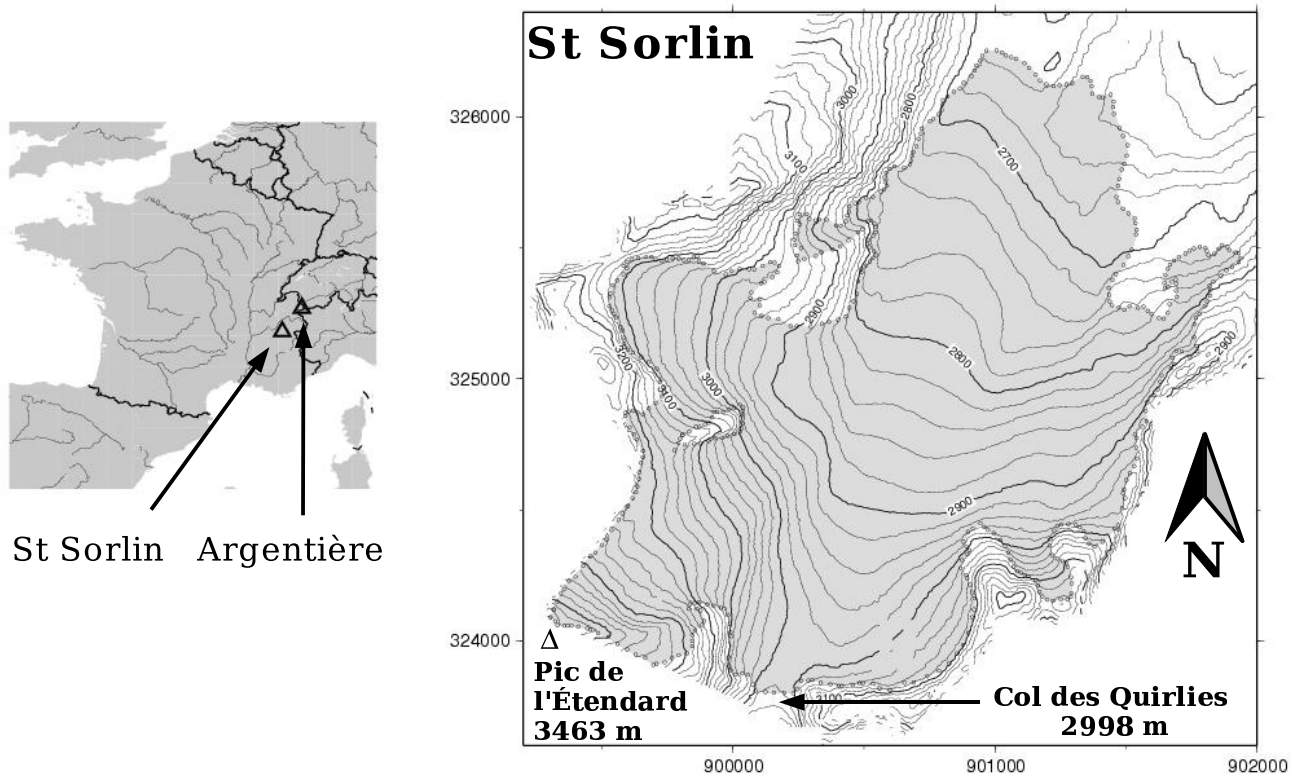 St Sorlin
3000
2800
326000
3100
2700
2900
2800
2900
3200
325000
3000
3100
2900
St Sorlin Argentière
N
324000
Δ
Pic de
l'Étendard
3463 m
3100
Col des Quirlies
2998 m
900000 901000 902000